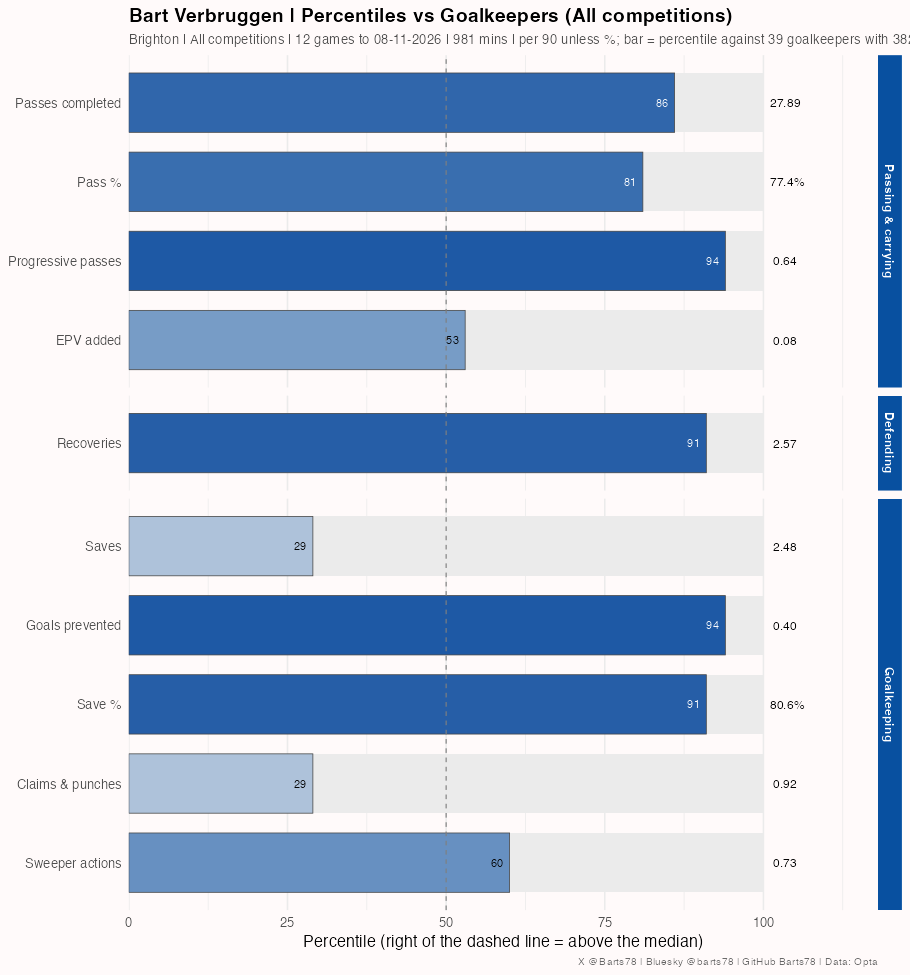 Bart Verbruggen | Percentiles vs Goalkeepers (All competitions)
Brighton | All competitions | 12 games to 08-11-2026 | 981 mins | per 90 unless %; bar = percentile against 39 goalkeepers with 382
Passes completed 86 27.89
Pass % 81 77.4%
Progressive passes 94 0.64
EPV added 53 0.08
Passing & carrying
Recoveries 91 2.57
Defending
Saves 29 2.48
Goals prevented 94 0.40
Save % 91 80.6%
Claims & punches 29 0.92
Sweeper actions 60 0.73
Goalkeeping
0 25 50 75 100
Percentile (right of the dashed line = above the median)
X @Barts78 | Bluesky @barts78 | GitHub Barts78 | Data: Opta